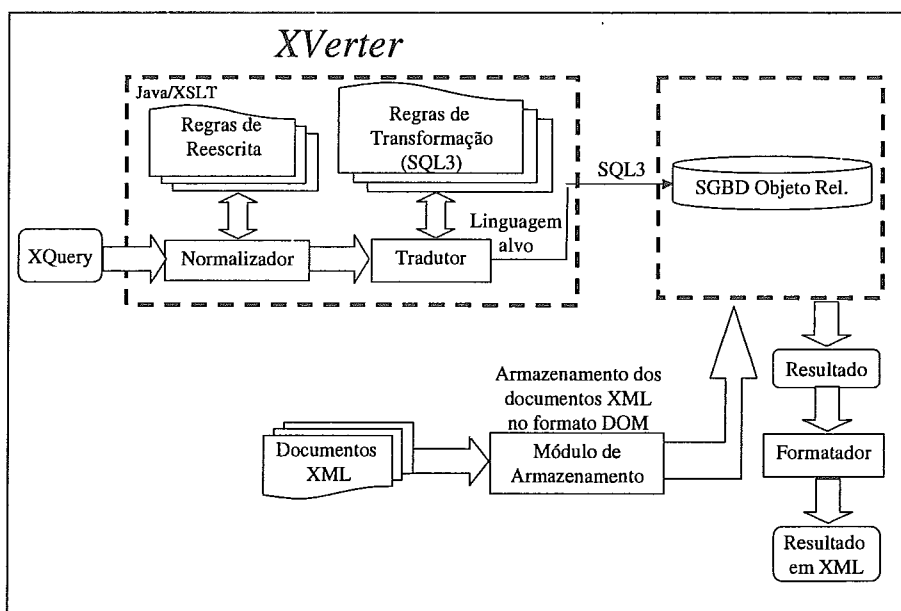 XVerter
Java/XSLT
Regras de
Reescrita
Regras de
Transformação
(SQL3)
SQL3
SGBD Objeto Rel.
Linguagem
alvo
XQuery
Normalizador
Tradutor
Resultado
Armazenamento dos
documentos XML
no formato DOM
Documentos
XML
Módulo de
Armazenamento
Formatador
Resultado
em XML